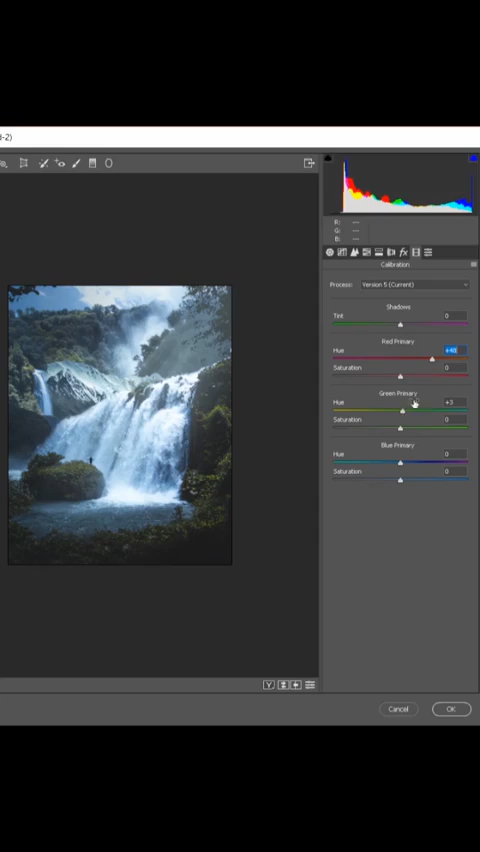 d-2)
R: ---
G: ---
B: ---
fx
Calibration
Process: Version 5 (Current)
Shadows
Tint 0
Red Primary
Hue
Saturation 0
Green Primary
Hue +3
Saturation 0
Blue Primary
Hue 0
Saturation 0
Y
Cancel OK